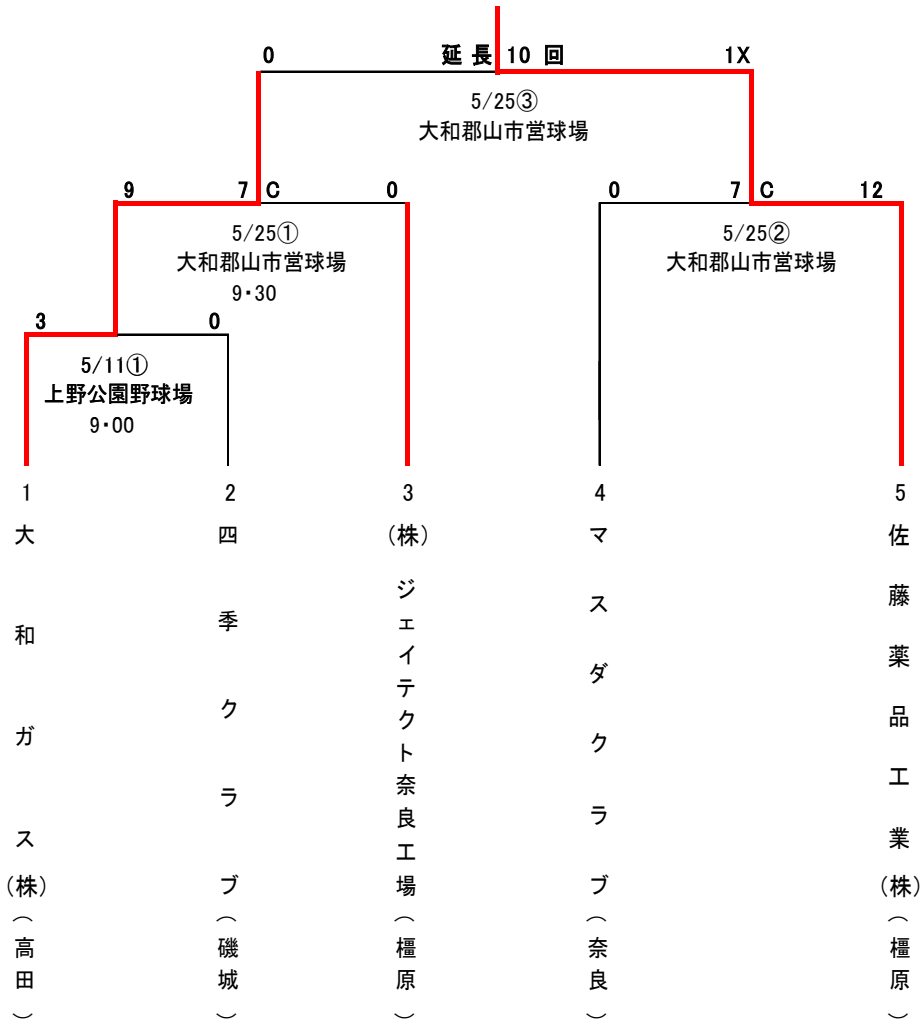 0 延長 10 回 1X
5/25③
大和郡山市営球場
9 7 C 0
0 7 C 12
5/25①
大和郡山市営球場
9・30
5/25②
大和郡山市営球場
3 0
5/11①
上野公園野球場
9・00
1
大和ガス(株)(高田)
2
四季クラブ(磯城)
3
(株)ジェイテクト奈良工場(橿原)
4
マスダクラブ(奈良)
5
佐藤薬品工業(株)(橿原)